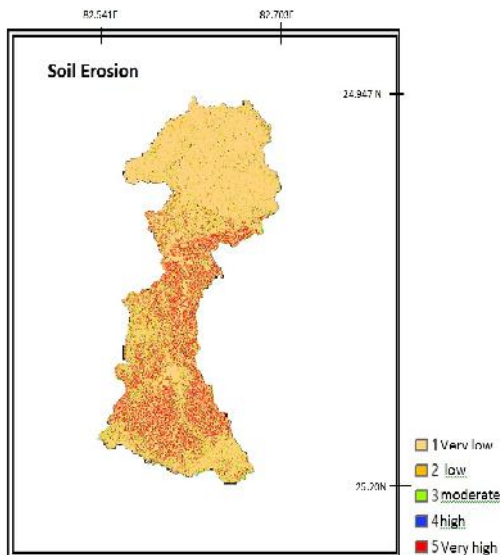 82.541E
82.703E
Soil Erosion
24.947 N
1 Very low
2 low
3 moderate
4 high
5 Very high
25.20N